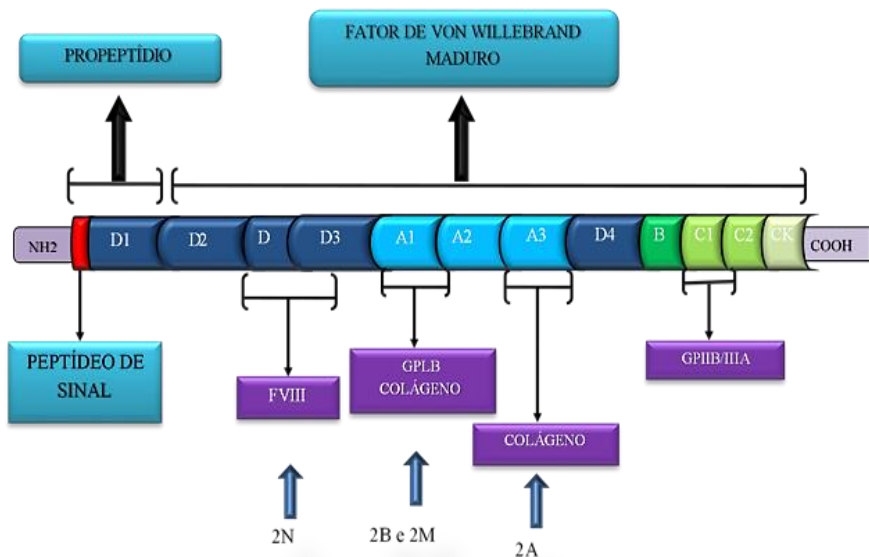 PROPEPTÍDIO
FATOR DE VON WILLEBRAND
MADURO
NH2
D1
D2
D
D3
A1
A2
A3
D4
B
C1
C2
CK
COOH
PEPTÍDEO DE
SINAL
FVIII
GPLB
COLÁGENO
COLÁGENO
GPIIB/IIIA
2N
2B e 2M
2A